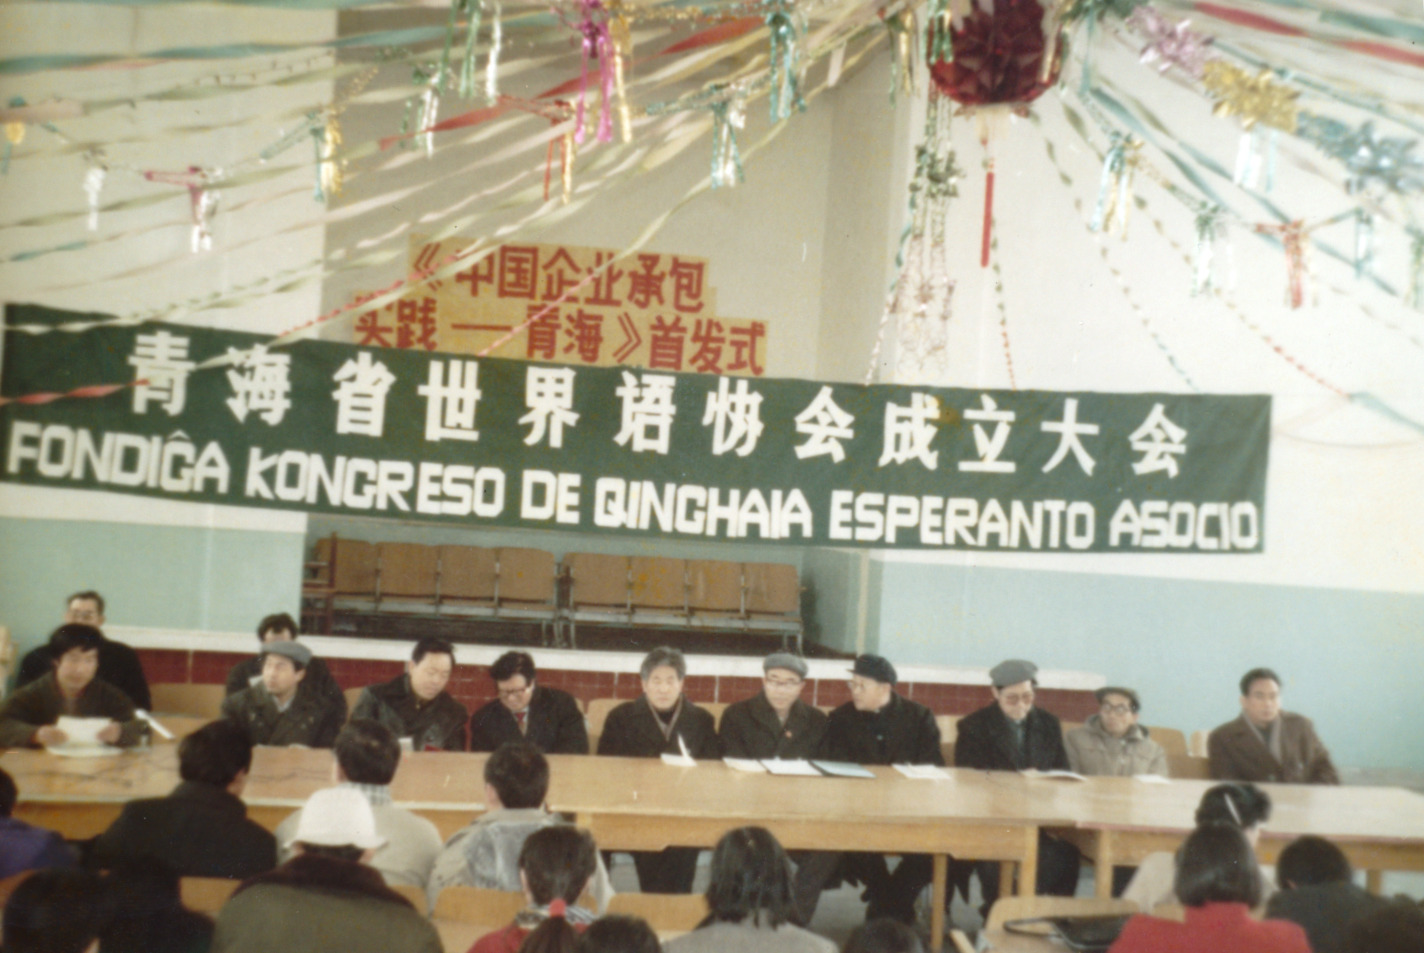 《中国企业承包
实践——青海》首发式
青海省世界语协会成立大会
FONDIĜA KONGRESO DE QINGHAIA ESPERANTO ASOCIO